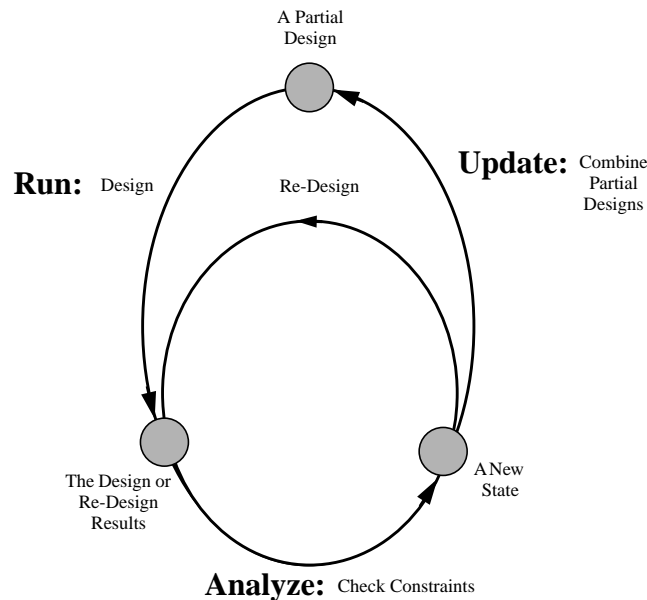 A Partial
Design
Run: Design
Re-Design
Update: Combine
Partial
Designs
The Design or
Re-Design
Results
A New
State
Analyze: Check Constraints